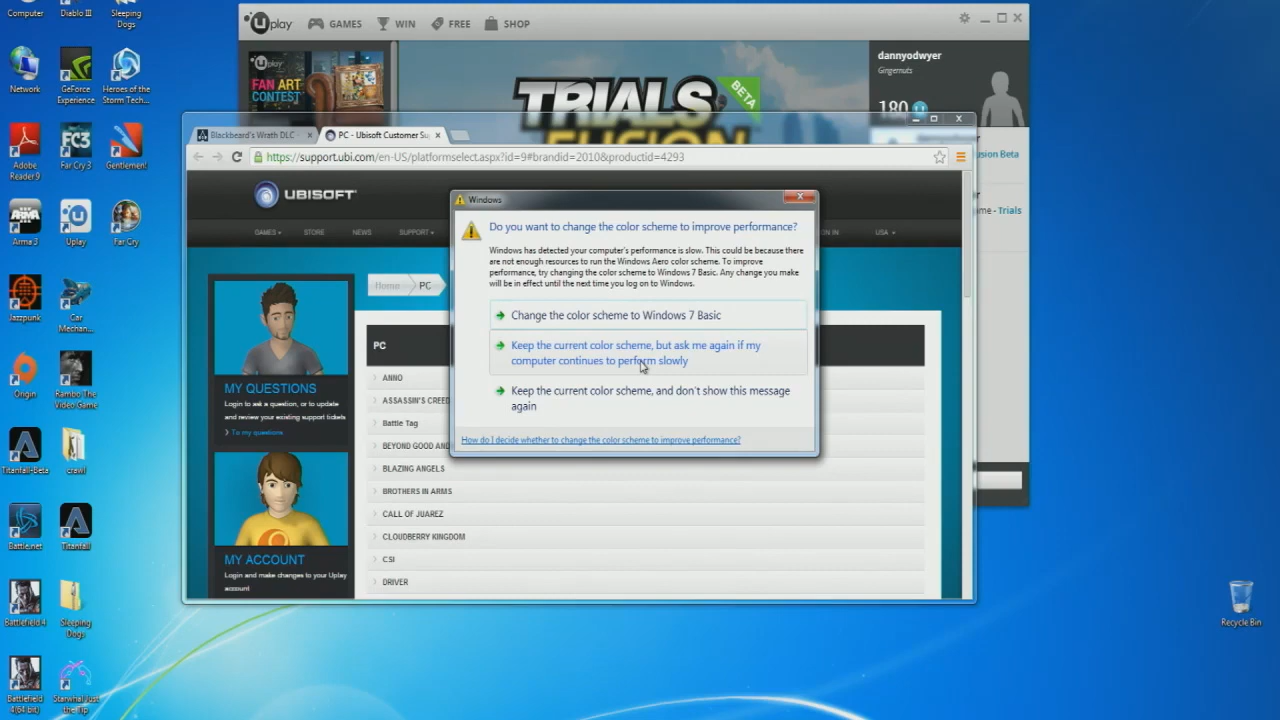 Computer
Diablo III
Sleeping
Dogs
Network
GeForce
Experience
Heroes of the
Storm Tech...
Adobe
Reader 9
Far Cry 3
Gentlemen!
Arma 3
Uplay
Far Cry
Jazzpunk
Car
Mechan...
Origin
Rambo The
Video Game
Titanfall-Beta
crawl
Battle.net
Titanfall
Battlefield 4
Sleeping
Dogs
Battlefield
4 (64 bit)
Starwhal Just
the Tip
Uplay
GAMES
WIN
FREE
SHOP
Uplay
FAN ART
CONTEST
TRIALS
FUSION
BETA
dannyodwyer
Gingernuts
180
usion Beta
me - Trials
Blackbeard's Wrath DLC -
PC - Ubisoft Customer Su
https://support.ubi.com/en-US/platformselect.aspx?id=9#brandid=2010&productid=4293
UBISOFT
GAMES
STORE
NEWS
SUPPORT
ON IN
USA
Home
PC
MY QUESTIONS
Login to ask a question, or to update
and review your existing support tickets
To my questions
MY ACCOUNT
Login and make changes to your Uplay
account
PC
ANNO
ASSASSIN'S CREED
Battle Tag
BEYOND GOOD AND
BLAZING ANGELS
BROTHERS IN ARMS
CALL OF JUAREZ
CLOUDBERRY KINGDOM
CSI
DRIVER
Windows
Do you want to change the color scheme to improve performance?
Windows has detected your computer's performance is slow. This could be because there
are not enough resources to run the Windows Aero color scheme. To improve
performance, try changing the color scheme to Windows 7 Basic. Any change you make
will be in effect until the next time you log on to Windows.
Change the color scheme to Windows 7 Basic
Keep the current color scheme, but ask me again if my
computer continues to perform slowly
Keep the current color scheme, and don't show this message
again
How do I decide whether to change the color scheme to improve performance?
Recycle Bin